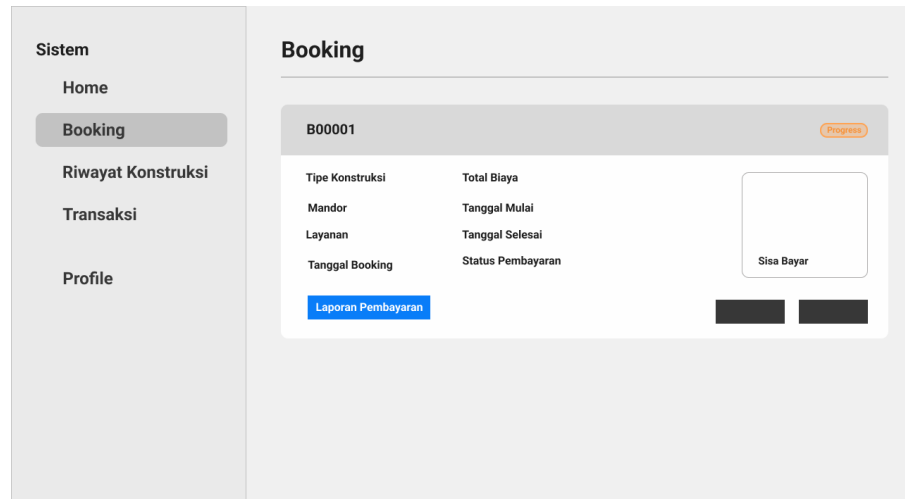 Sistem
Home
Booking
Riwayat Konstruksi
Transaksi
Profile
Booking
B00001
Progress
Tipe Konstruksi
Mandor
Layanan
Tanggal Booking
Total Biaya
Tanggal Mulai
Tanggal Selesai
Status Pembayaran
Sisa Bayar
Laporan Pembayaran